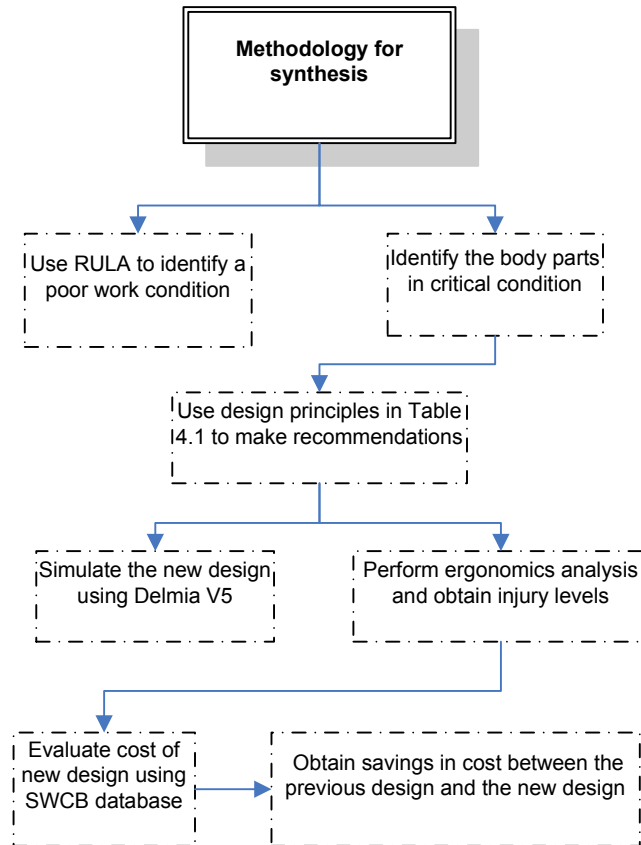 Methodology for
synthesis
Use RULA to identify a
poor work condition
Identify the body parts
in critical condition
Use design principles in Table
4.1 to make recommendations
Simulate the new design
using Delmia V5
Perform ergonomics analysis
and obtain injury levels
Evaluate cost of
new design using
SWCB database
Obtain savings in cost between the
previous design and the new design